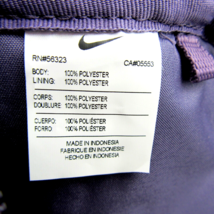 RN#56323 CA#05553
BODY: 100% POLYESTER
LINING: 100% POLYESTER
CORPS: 100% POLYESTER
DOUBLURE: 100% POLYESTER
CUERPO: 100% POLIÉSTER
FORRO: 100% POLIÉSTER
MADE IN INDONESIA
FABRIQUÉ EN INDONÉSIE
HECHO EN INDONESIA